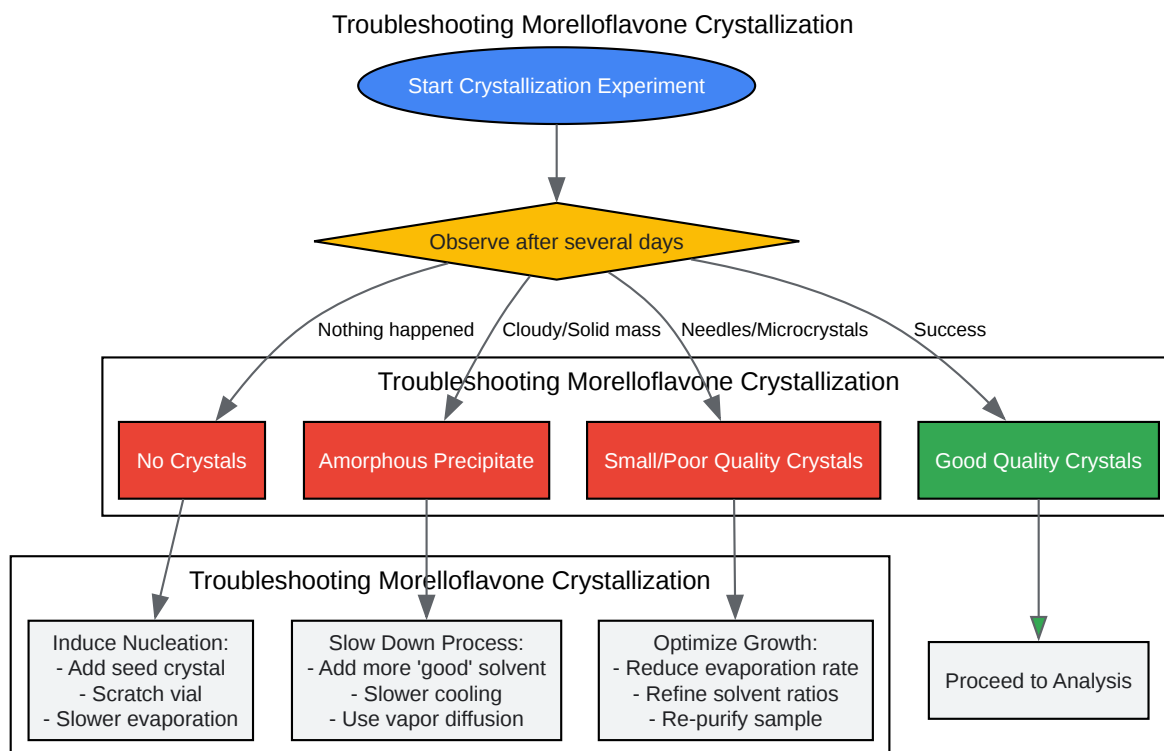 Troubleshooting Morelloflavone Crystallization
Start Crystallization Experiment
Observe after several days
Nothing happened
Cloudy/Solid mass
Needles/Microcrystals
Success
Troubleshooting Morelloflavone Crystallization
No Crystals
Amorphous Precipitate
Small/Poor Quality Crystals
Good Quality Crystals
Troubleshooting Morelloflavone Crystallization
Induce Nucleation:
- Add seed crystal
- Scratch vial
- Slower evaporation
Slow Down Process:
- Add more 'good' solvent
- Slower cooling
- Use vapor diffusion
Optimize Growth:
- Reduce evaporation rate
- Refine solvent ratios
- Re-purify sample
Proceed to Analysis